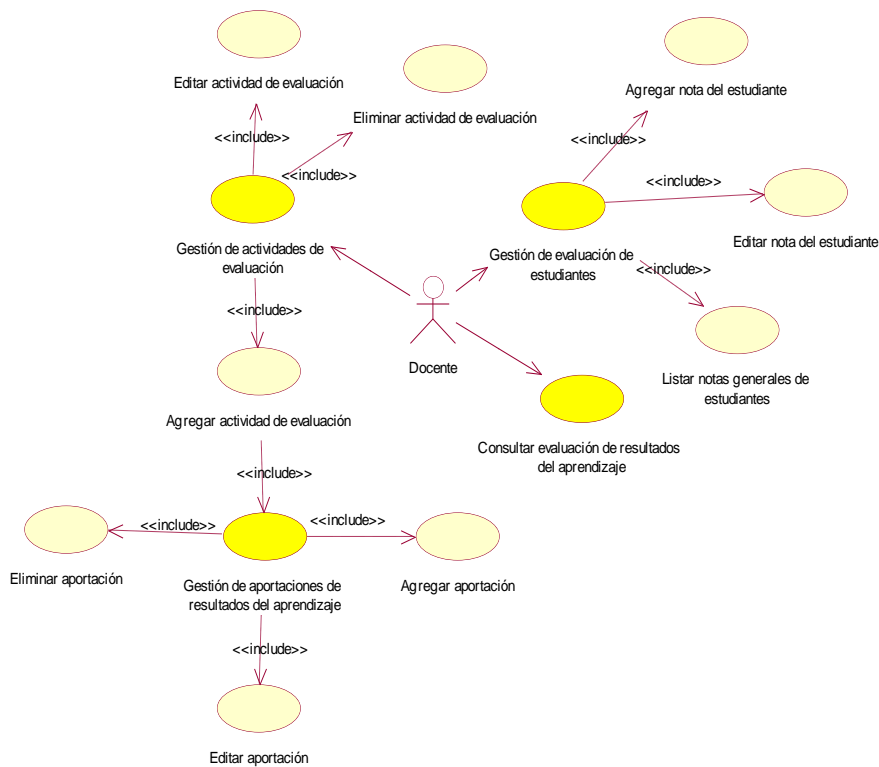 Editar actividad de evaluación
Eliminar actividad de evaluación
Agregar nota del estudiante
<<include>>
<<include>>
<<include>>
<<include>>
Editar nota del estudiante
Gestión de actividades de
evaluación
Gestión de evaluación de
estudiantes
<<include>>
<<include>>
Docente
Listar notas generales de
estudiantes
Agregar actividad de evaluación
Consultar evaluación de resultados
del aprendizaje
<<include>>
<<include>>
<<include>>
Eliminar aportación
Gestión de aportaciones de
resultados del aprendizaje
Agregar aportación
<<include>>
Editar aportación